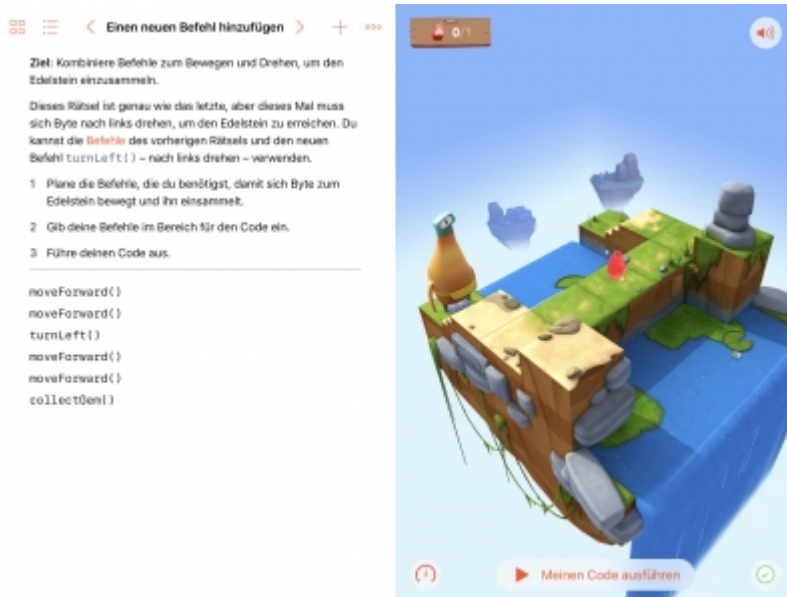 Einen neuen Befehl hinzufügen
Ziel: Kombiniere Befehle zum Bewegen und Drehen, um den
Edelstein einzusammeln.
Dieses Rätsel ist genau wie das letzte, aber dieses Mal muss
sich Byte nach links drehen, um den Edelstein zu erreichen. Du
kannst die Befehle des vorherigen Rätsels und den neuen
Befehl turnLeft() – nach links drehen – verwenden.
1 Plane die Befehle, die du benötigst, damit sich Byte zum
Edelstein bewegt und ihn einsammelt.
2 Gib deine Befehle im Bereich für den Code ein.
3 Führe deinen Code aus.
moveForward()
moveForward()
turnLeft()
moveForward()
moveForward()
collectGem()
0/1
Meinen Code ausführen